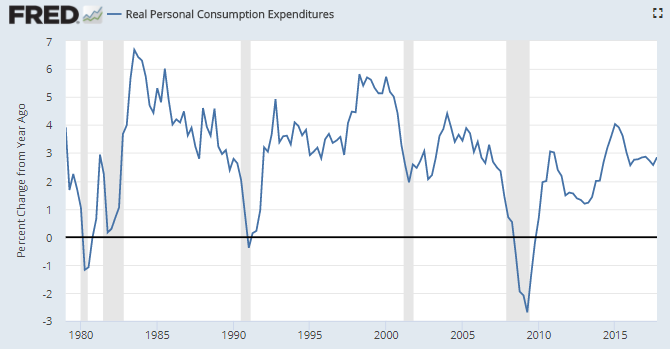 FRED
Real Personal Consumption Expenditures
Percent Change from Year Ago
7
6
5
4
3
2
1
0
-1
-2
-3
1980 1985 1990 1995 2000 2005 2010 2015